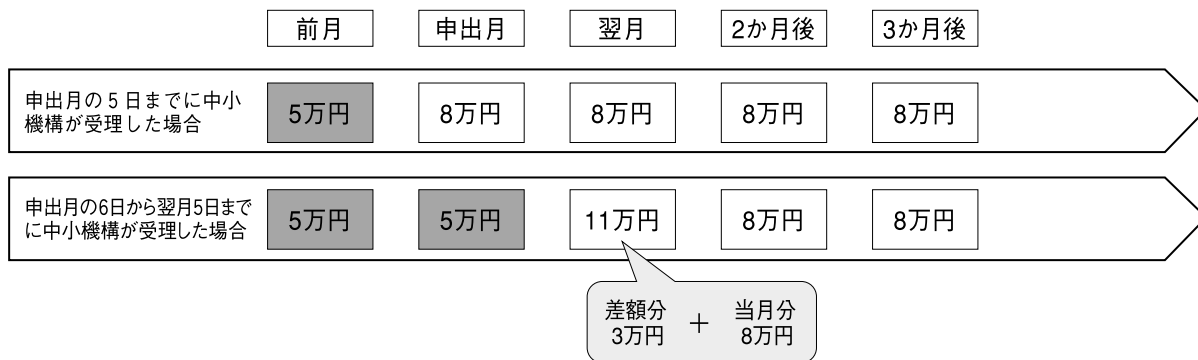 前月 申出月 翌月 2か月後 3か月後
申出月の5日までに中小
機構が受理した場合
5万円 8万円 8万円 8万円 8万円
申出月の6日から翌月5日まで
に中小機構が受理した場合
5万円 5万円 11万円 8万円 8万円
差額分 + 当月分
3万円 8万円